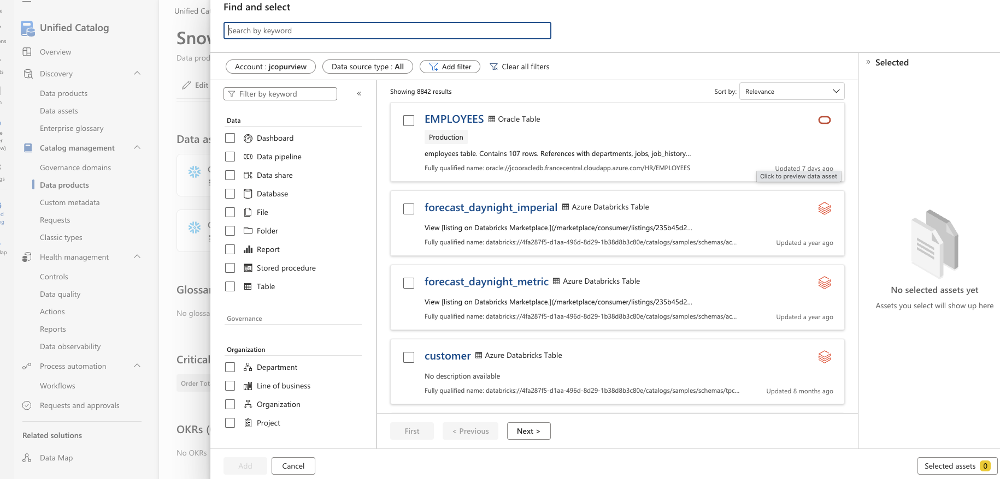 Unified Catalog
Overview
Discovery
Data products
Data assets
Enterprise glossary
Catalog management
Governance domains
Data products
Custom metadata
Requests
Classic types
Health management
Controls
Data quality
Actions
Reports
Data observability
Process automation
Workflows
Requests and approvals
Related solutions
Data Map
Unified Cat
Snow
Data prod
Edit
Data as
Glossar
No glossa
Critical
Order Tot
OKRs (
No OKRs
Find and select
Search by keyword
Account : jcopurview
Data source type : All
Add filter
Clear all filters
Filter by keyword
«
Data
Dashboard
Data pipeline
Data share
Database
File
Folder
Report
Stored procedure
Table
Governance
Organization
Department
Line of business
Organization
Project
Showing 8842 results
Sort by: Relevance
EMPLOYEES Oracle Table
Production
employees table. Contains 107 rows. References with departments, jobs, job_history...
Fully qualified name: oracle://jcooracledb.francecentral.cloudapp.azure.com/HR/EMPLOYEES
Updated 7 days ago
Click to preview data asset
forecast_daynight_imperial Azure Databricks Table
View [listing on Databricks Marketplace.](/marketplace/consumer/listings/235b45d2...
Fully qualified name: databricks://4fa287f5-d1aa-496d-8d29-1b38d8b3c80e/catalogs/samples/schemas/ac...
Updated a year ago
forecast_daynight_metric Azure Databricks Table
View [listing on Databricks Marketplace.](/marketplace/consumer/listings/235b45d2...
Fully qualified name: databricks://4fa287f5-d1aa-496d-8d29-1b38d8b3c80e/catalogs/samples/schemas/ac...
Updated a year ago
customer Azure Databricks Table
No description available
Fully qualified name: databricks://4fa287f5-d1aa-496d-8d29-1b38d8b3c80e/catalogs/samples/schemas/tpc...
Updated 8 months ago
First
< Previous
Next >
» Selected
No selected assets yet
Assets you select will show up here
Add
Cancel
Selected assets 0